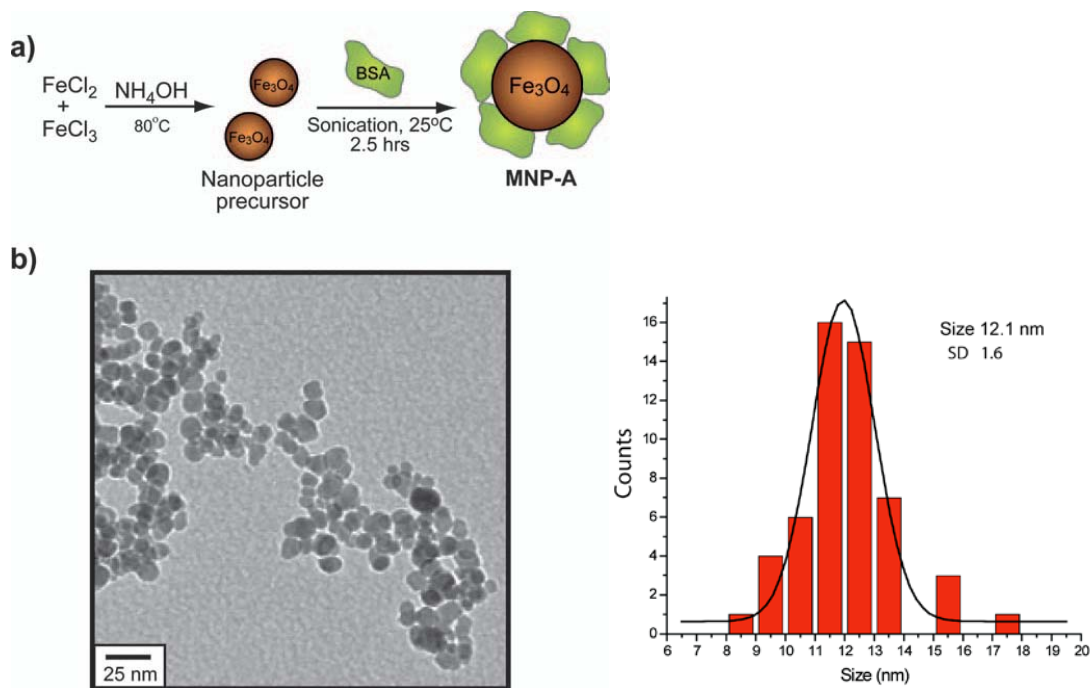 a)
FeCl₂
+
FeCl₃
NH₄OH
80°C
Fe₃O₄
Fe₃O₄
Nanoparticle
precursor
BSA
Sonication, 25°C
2.5 hrs
Fe₃O₄
MNP-A
b)
25 nm
Counts
16
14
12
10
8
6
4
2
0
Size 12.1 nm
SD 1.6
6 7 8 9 10 11 12 13 14 15 16 17 18 19 20
Size (nm)